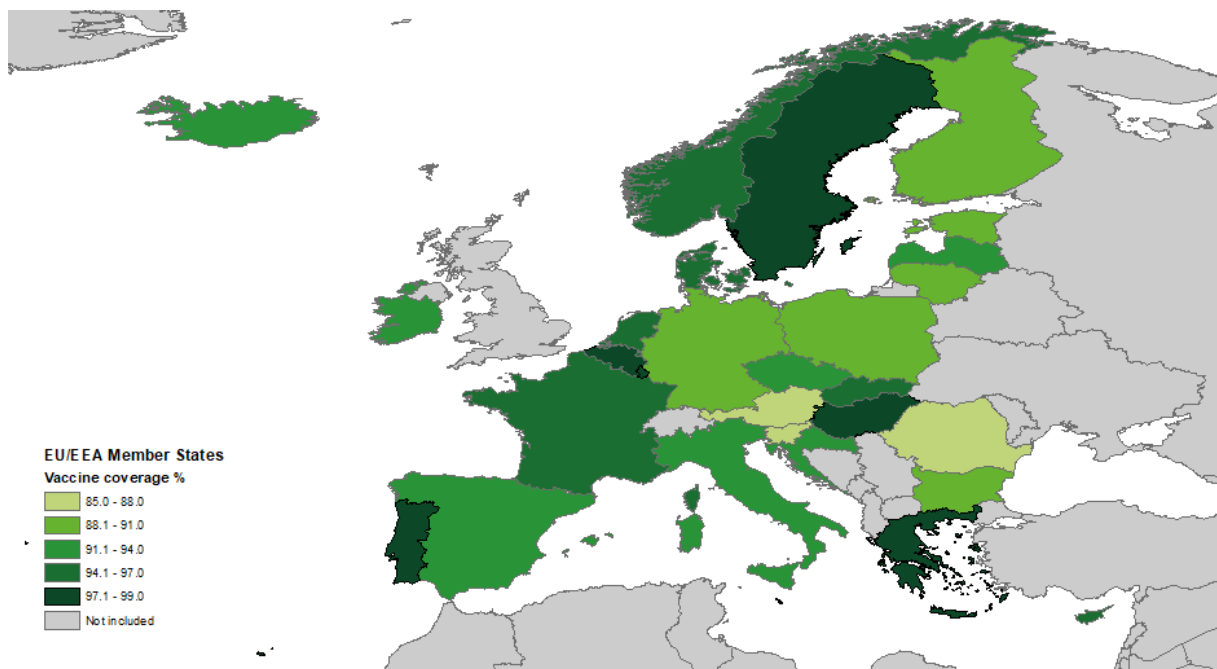 EU/EEA Member States
Vaccine coverage %
85.0 - 88.0
88.1 - 91.0
91.1 - 94.0
94.1 - 97.0
97.1 - 99.0
Not included